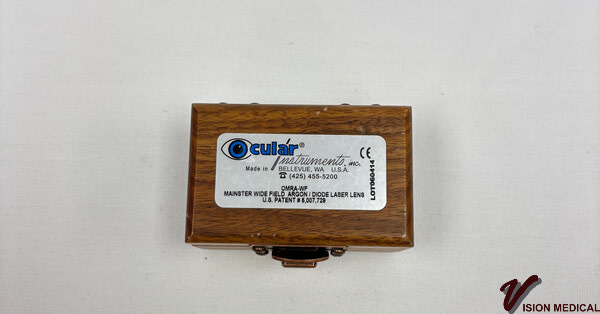 Ocular®
Instruments, inc.
Made in BELLEVUE, WA U.S.A.
☎ (425) 455-5200
OMRA-WF
MAINSTER WIDE FIELD ARGON / DIODE LASER LENS
U.S. PATENT # 5,007,729
CE
LOT060414
VISION MEDICAL